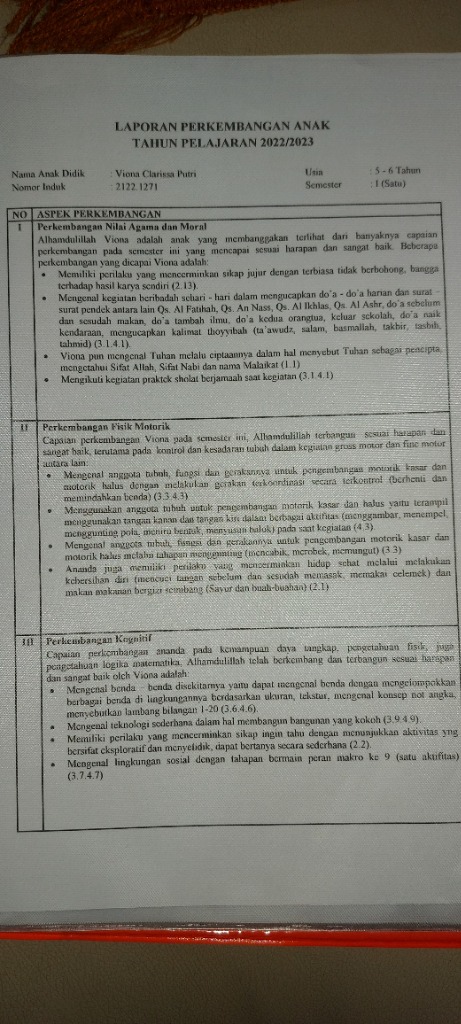 LAPORAN PERKEMBANGAN ANAK
TAHUN PELAJARAN 2022/2023
Nama Anak Didik : Viona Clarissa Putri
Usia : 5 - 6 Tahun
Nomor Induk : 2122.1271
Semester : I (Satu)
NO ASPEK PERKEMBANGAN
I Perkembangan Nilai Agama dan Moral
Alhamdulillah Viona adalah anak yang membanggakan terlihat dari banyaknya capaian
perkembangan pada semester ini yang mencapai sesuai harapan dan sangat baik. Beberapa
perkembangan yang dicapai Viona adalah:
• Memiliki perilaku yang mencerminkan sikap jujur dengan terbiasa tidak berbohong, bangga
terhadap hasil karya sendiri (2.13).
• Mengenal kegiatan beribadah sehari - hari dalam mengucapkan do'a - do'a harian dan surat -
surat pendek antara lain Qs. Al Fatihah, Qs. An Nass, Qs. Al Ikhlas, Qs. Al Ashr, do'a sebelum
dan sesudah makan, do'a tambah ilmu, do'a kedua orangtua, keluar sekolah, do'a naik
kendaraan, mengucapkan kalimat thoyyibah (ta'awudz, salam, basmallah, takbir, tasbih,
tahmid) (3.1.4.1).
• Viona pun mengenal Tuhan melalu ciptaannya dalam hal menyebut Tuhan sebagai pencipta,
mengetahui Sifat Allah, Sifat Nabi dan nama Malaikat (1.1)
• Mengikuti kegiatan praktek sholat berjamaah saat kegiatan (3.1.4.1)
II Perkembangan Fisik Motorik
Capaian perkembangan Viona pada semester ini, Alhamdulillah terbangun sesuai harapan dan
sangat baik, terutama pada kontrol dan kesadaran tubuh dalam kegiatan gross motor dan fine motor
antara lain:
• Mengenal anggota tubuh, fungsi dan gerakannya untuk pengembangan motorik kasar dan
motorik halus dengan melakukan gerakan terkoordinasi secara terkontrol (berhenti dan
memindahkan benda) (3.3.4.3)
• Menggunakan anggota tubuh untuk pengembangan motorik kasar dan halus yaitu terampil
menggunakan tangan kanan dan tangan kiri dalam berbagai aktifitas (menggambar, menempel,
menggunting pola, meniru bentuk, menyusun balok) pada saat kegiatan (4.3)
• Mengenal anggota tubuh, fungsi dan gerakannya untuk pengembangan motorik kasar dan
motorik halus melalui tahapan menggunting (mencabik, merobek, memungut) (3.3)
• Ananda juga memiliki perilaku yang mencerminkan hidup sehat melalui melakukan
kebersihan diri (mencuci tangan sebelum dan sesudah memasak, memakai celemek) dan
makan makanan bergizi seimbang (Sayur dan buah-buahan) (2.1)
III Perkembangan Kognitif
Capaian perkembangan ananda pada kemampuan daya tangkap, pengetahuan fisik, juga
pengetahuan logika matematika, Alhamdulillah telah berkembang dan terbangun sesuai harapan
dan sangat baik oleh Viona adalah:
• Mengenal benda - benda disekitarnya yaitu dapat mengenal benda dengan mengelompokkan
berbagai benda di lingkungannya berdasarkan ukuran, tekstur, mengenal konsep not angka,
menyebutkan lambang bilangan 1-20 (3.6.4.6).
• Mengenal teknologi sederhana dalam hal membangun bangunan yang kokoh (3.9.4.9)
• Memiliki perilaku yang mencerminkan sikap ingin tahu dengan menunjukkan aktivitas yng
bersifat eksploratif dan menyelidik, dapat bertanya secara sederhana (2.2).
• Mengenal lingkungan sosial dengan tahapan bermain peran makro ke 9 (satu aktifitas)
(3.7.4.7)